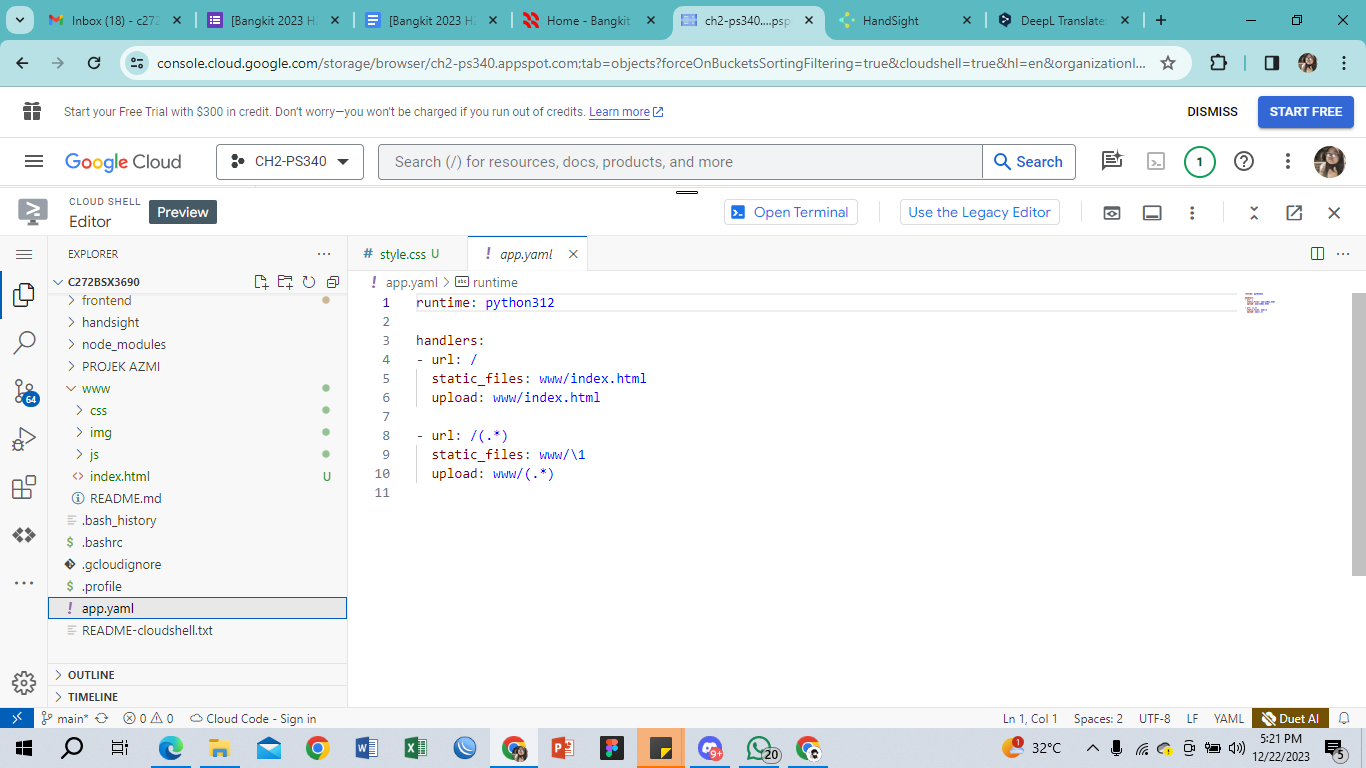 Inbox (18) - c272
[Bangkit 2023 H
[Bangkit 2023 H
Home - Bangkit
ch2-ps340....psp
HandSight
DeepL Translate
console.cloud.google.com/storage/browser/ch2-ps340.appspot.com;tab=objects?forceOnBucketsSortingFiltering=true&cloudshell=true&hl=en&organizationI...
Start your Free Trial with $300 in credit. Don't worry—you won't be charged if you run out of credits. Learn more
DISMISS
START FREE
Google Cloud
CH2-PS340
Search (/) for resources, docs, products, and more
Search
1
CLOUD SHELL
Editor
Preview
Open Terminal
Use the Legacy Editor
EXPLORER
C272BSX3690
frontend
handsight
node_modules
PROJEK AZMI
www
css
img
js
index.html U
README.md
.bash_history
.bashrc
.gcloudignore
.profile
app.yaml
README-cloudshell.txt
OUTLINE
TIMELINE
64
# style.css U
! app.yaml
! app.yaml > abc runtime
1 runtime: python312
2
3 handlers:
4 - url: /
5 static_files: www/index.html
6 upload: www/index.html
7
8 - url: /(.*)
9 static_files: www/\1
10 upload: www/(.*)
11
main*
0
0
Cloud Code - Sign in
Ln 1, Col 1
Spaces: 2
UTF-8
LF
YAML
Duet AI
9+
20
1
32°C
5:21 PM
12/22/2023
5